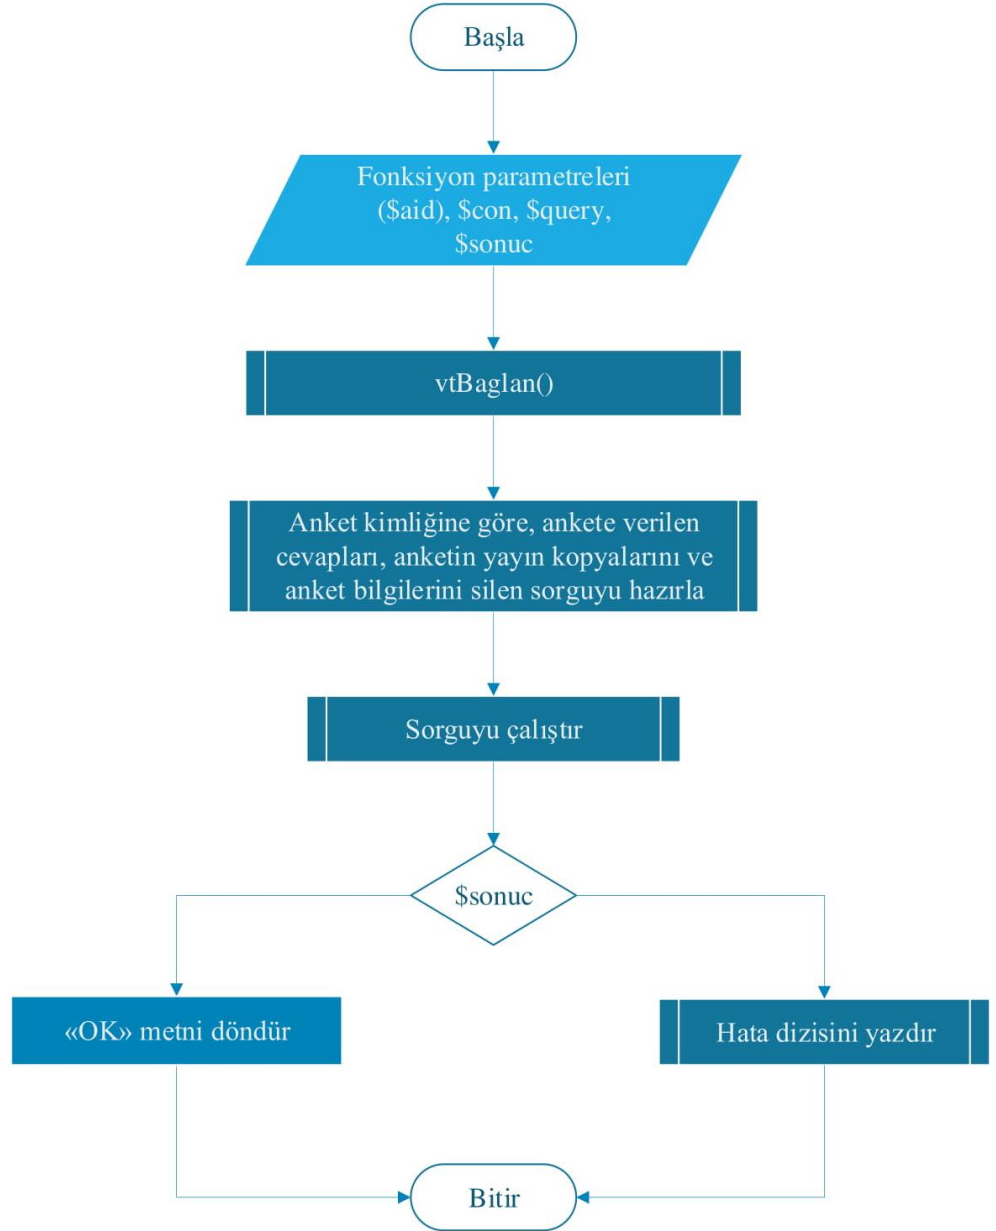 Başla
Fonksiyon parametreleri
($aid), $con, $query,
$sonuc
vtBaglan()
Anket kimliğine göre, ankete verilen
cevapları, anketin yayın kopyalarını ve
anket bilgilerini silen sorguyu hazırla
Sorguyu çalıştır
$sonuc
«OK» metni döndür
Hata dizisini yazdır
Bitir